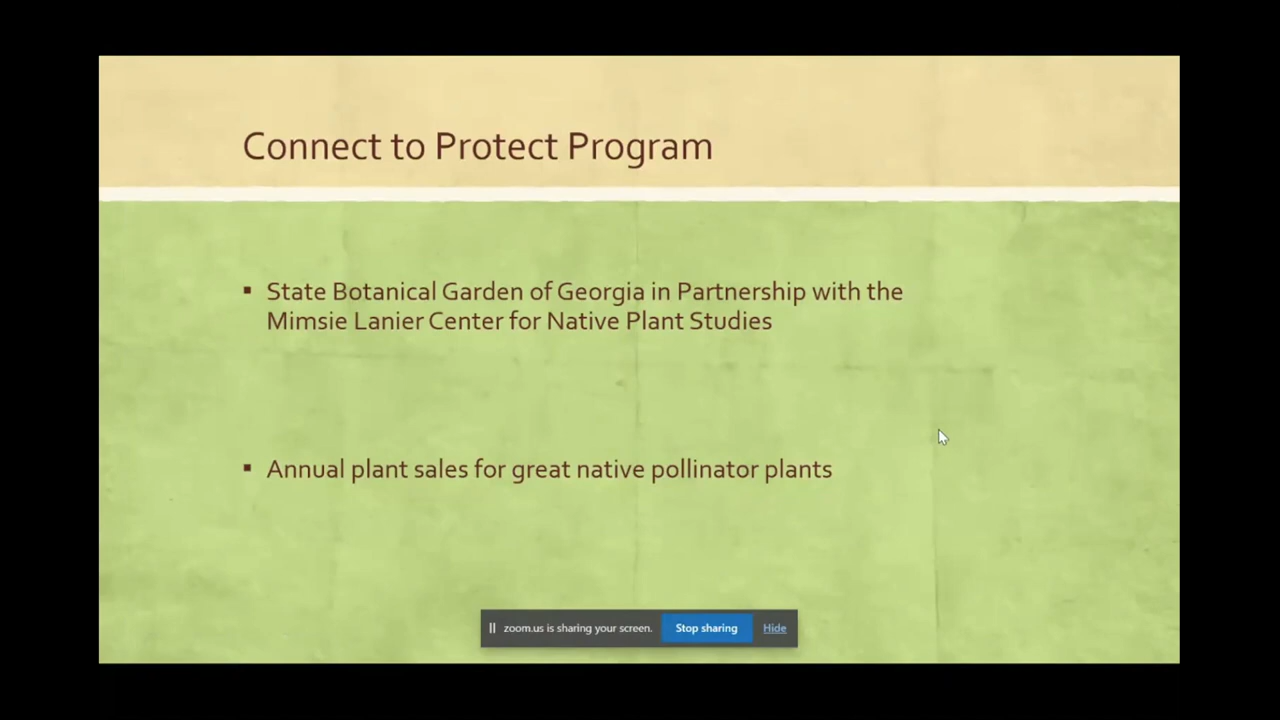 Connect to Protect Program
▪ State Botanical Garden of Georgia in Partnership with the
Mimsie Lanier Center for Native Plant Studies
▪ Annual plant sales for great native pollinator plants
zoom.us is sharing your screen. Stop sharing Hide